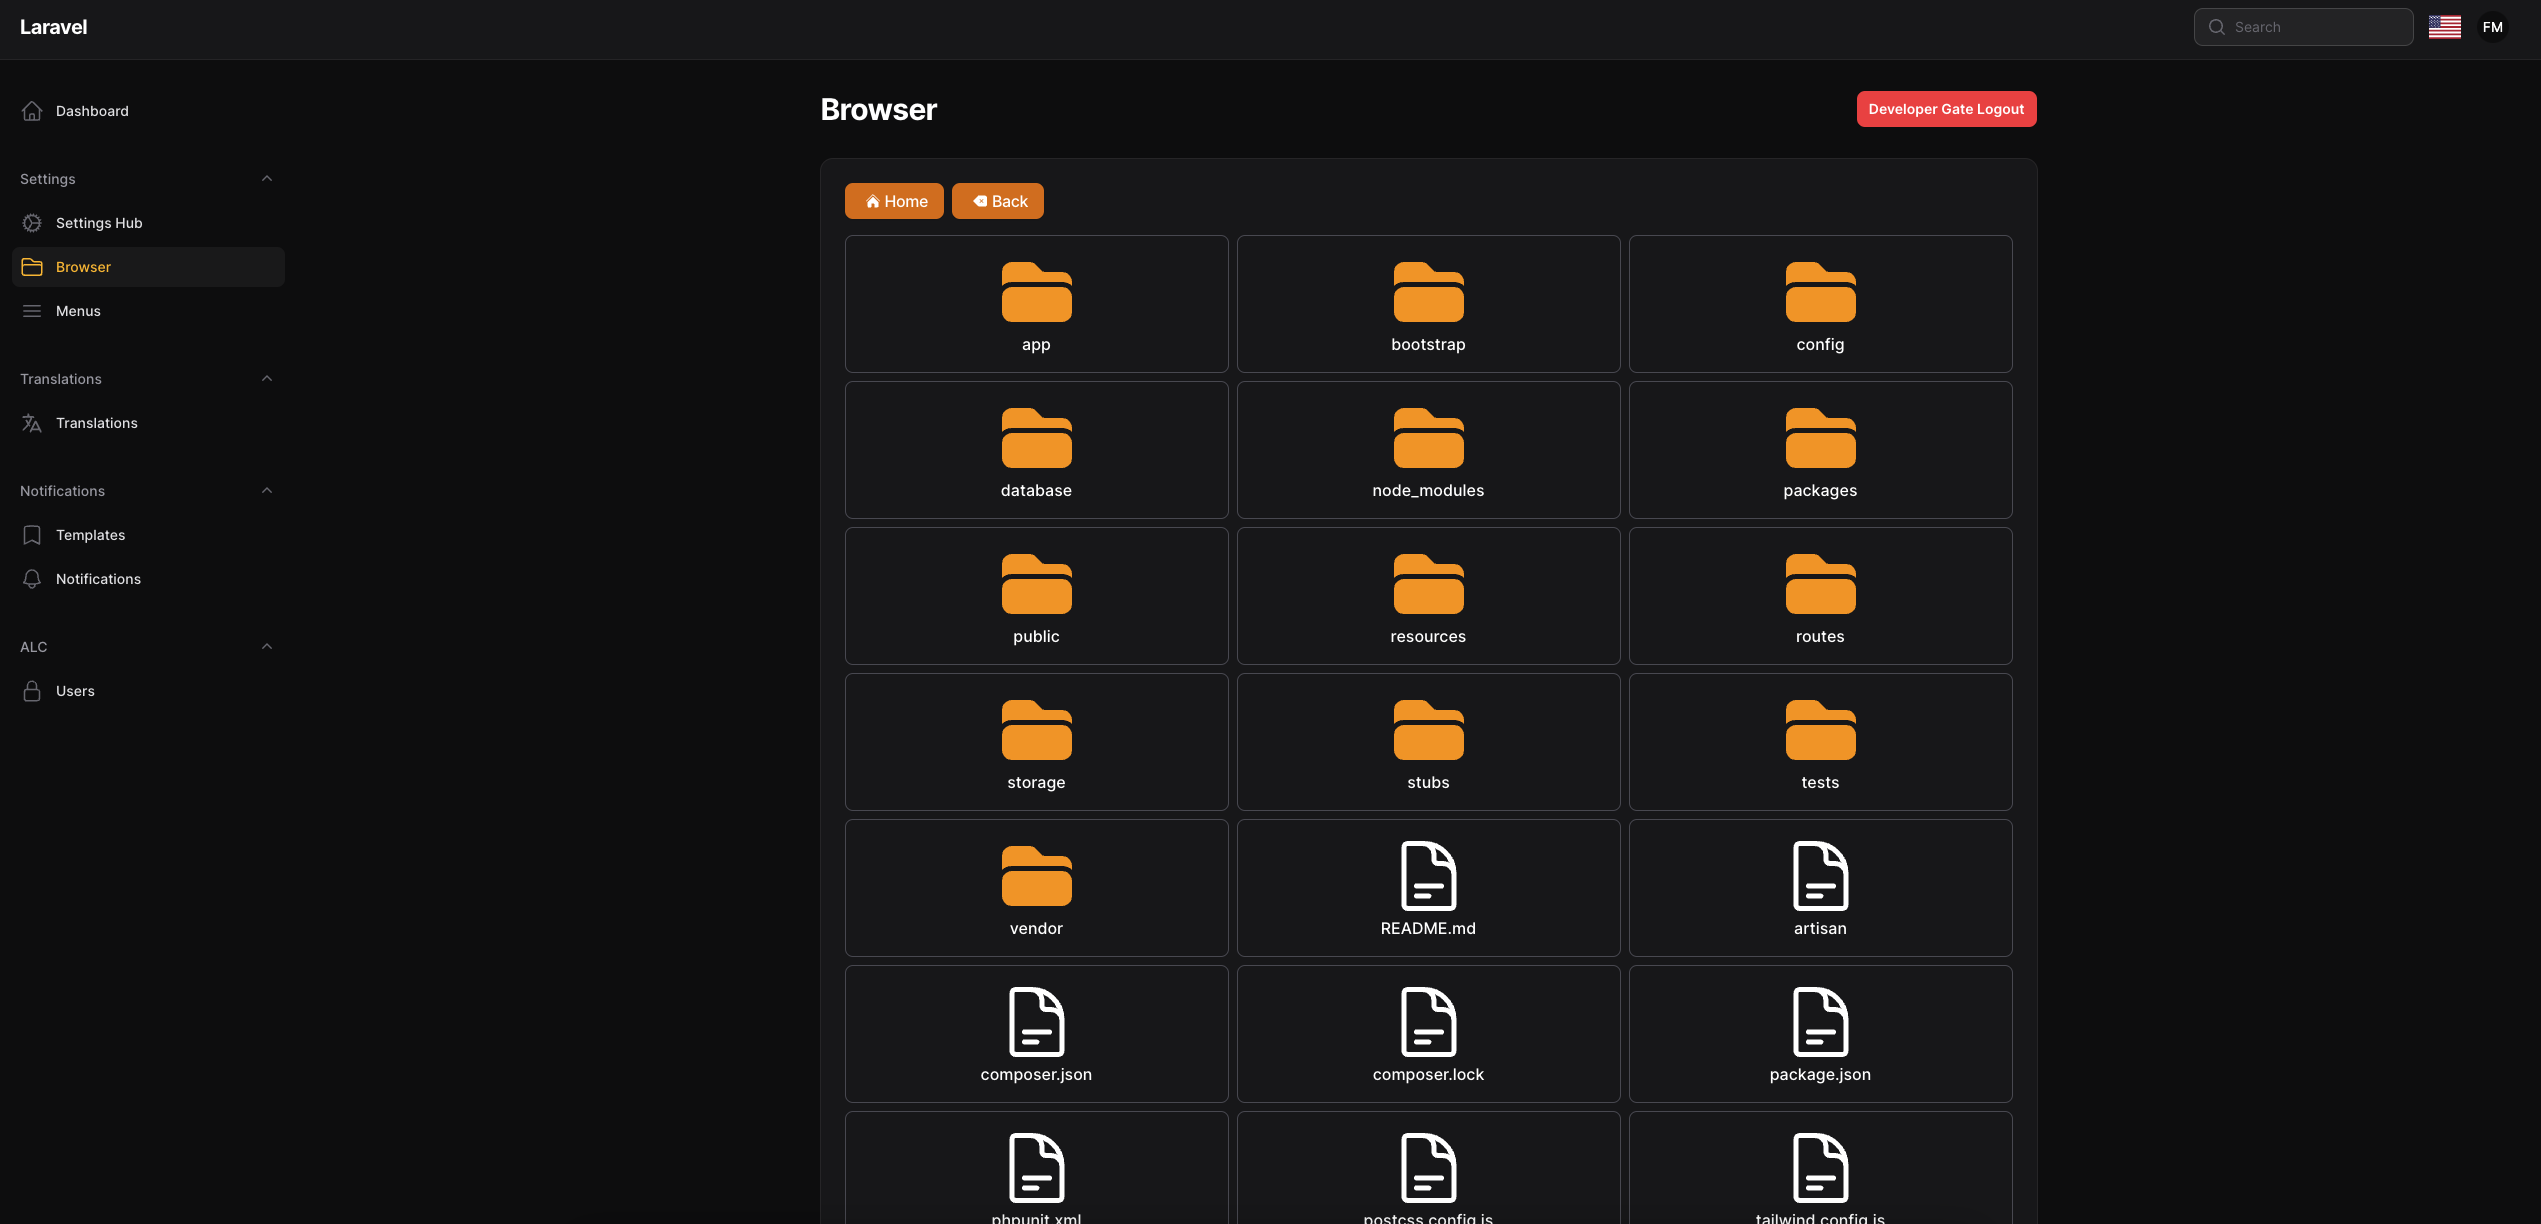 Laravel
Search
FM
Dashboard
Settings
Settings Hub
Browser
Menus
Translations
Translations
Notifications
Templates
Notifications
ALC
Users
Browser
Developer Gate Logout
Home
Back
app
bootstrap
config
database
node_modules
packages
public
resources
routes
storage
stubs
tests
vendor
README.md
artisan
composer.json
composer.lock
package.json
phpunit.xml
postcss.config.js
tailwind.config.js